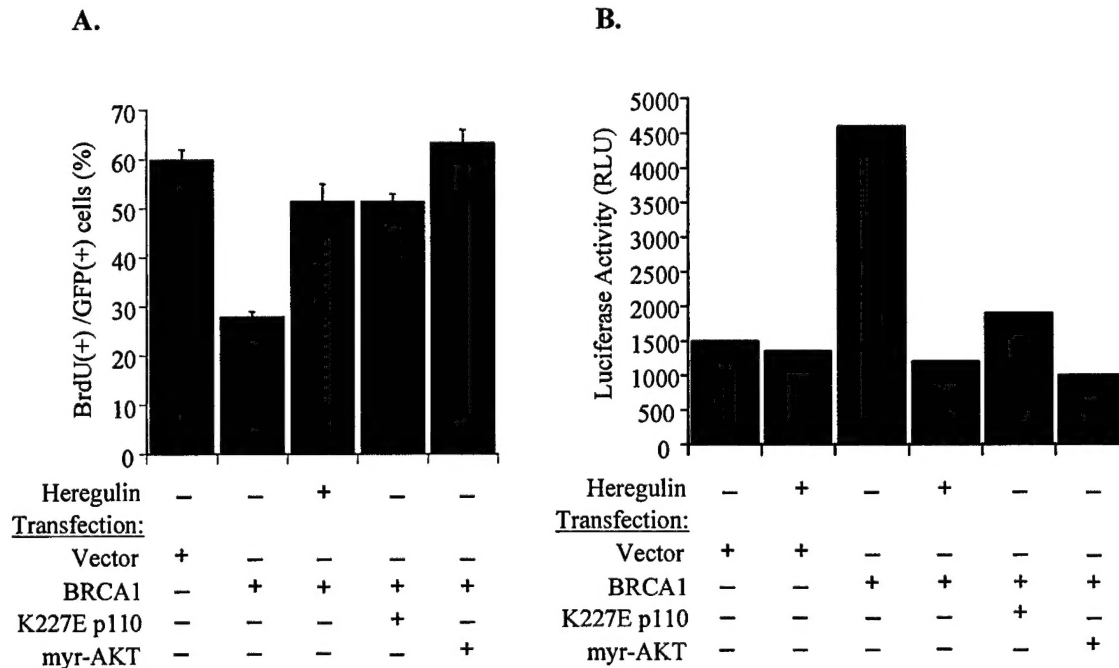 A.
BrdU(+) /GFP(+) cells (%)
70
60
50
40
30
20
10
0
Heregulin – – + – –
Transfection:
Vector + – – – –
BRCA1 – + + + +
K227E p110 – – – + –
myr-AKT – – – – +
B.
Luciferase Activity (RLU)
5000
4500
4000
3500
3000
2500
2000
1500
1000
500
0
Heregulin – + – + – –
Transfection:
Vector + + – – – –
BRCA1 – – + + + +
K227E p110 – – – – + –
myr-AKT – – – – – +